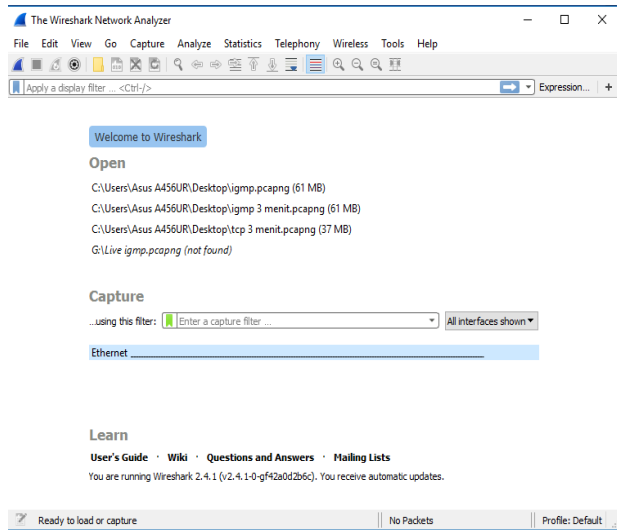 The Wireshark Network Analyzer
File Edit View Go Capture Analyze Statistics Telephony Wireless Tools Help
Apply a display filter ... <Ctrl-/> Expression... +
Welcome to Wireshark
Open
C:\Users\Asus A456UR\Desktop\igmp.pcapng (61 MB)
C:\Users\Asus A456UR\Desktop\igmp 3 menit.pcapng (61 MB)
C:\Users\Asus A456UR\Desktop\tcp 3 menit.pcapng (37 MB)
G:\Live igmp.pcapng (not found)
Capture
...using this filter: Enter a capture filter ... All interfaces shown
Ethernet
Learn
User's Guide · Wiki · Questions and Answers · Mailing Lists
You are running Wireshark 2.4.1 (v2.4.1-0-gf42a0d2b6c). You receive automatic updates.
Ready to load or capture No Packets Profile: Default